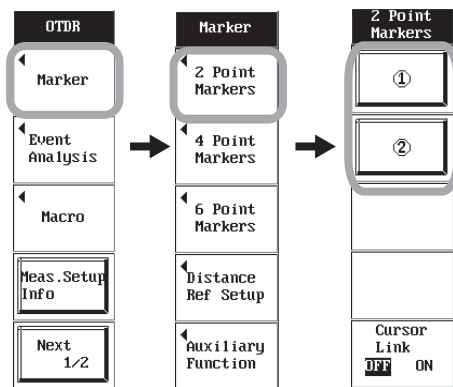 OTDR
Marker
Event
Analysis
Macro
Meas.Setup
Info
Next
1/2
Marker
2 Point
Markers
4 Point
Markers
6 Point
Markers
Distance
Ref Setup
Auxiliary
Function
2 Point
Markers
①
②
Cursor
Link
OFF ON